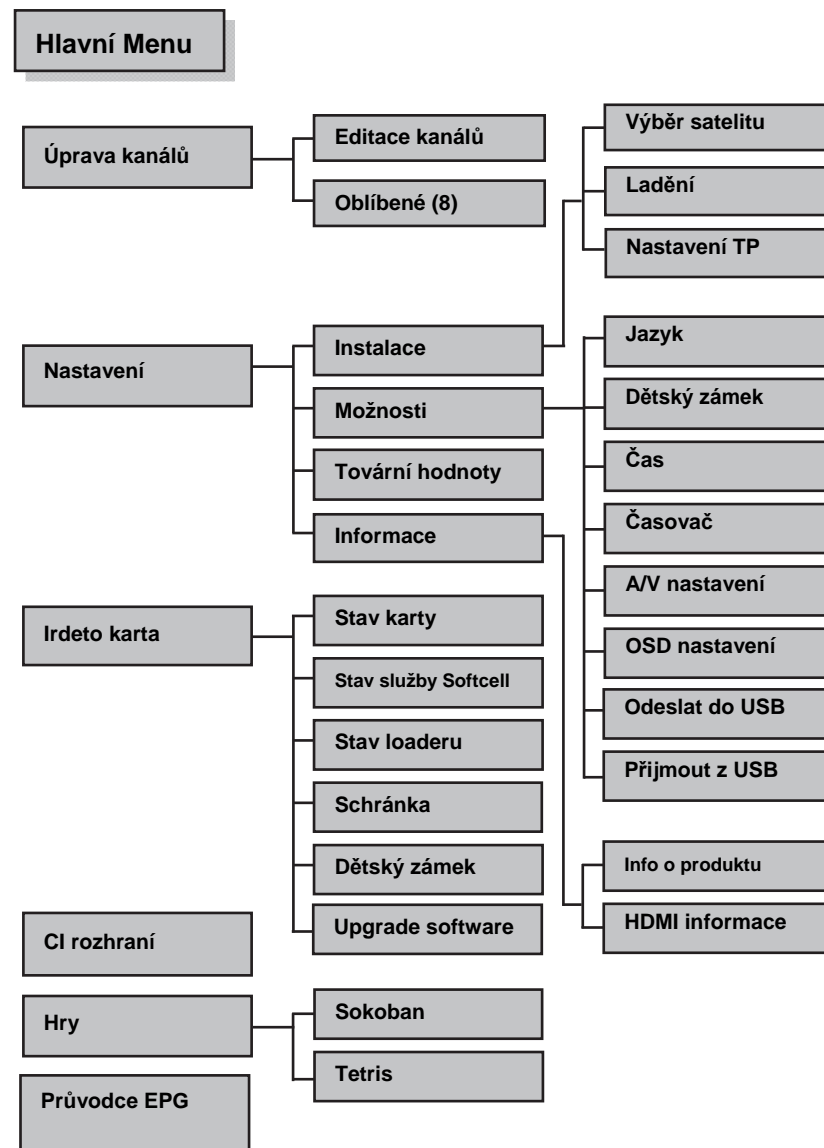 Hlavní Menu
Úprava kanálů
Editace kanálů
Oblíbené (8)
Nastavení
Instalace
Výběr satelitu
Ladění
Nastavení TP
Možnosti
Jazyk
Dětský zámek
Čas
Časovač
A/V nastavení
OSD nastavení
Odeslat do USB
Přijmout z USB
Tovární hodnoty
Informace
Info o produktu
HDMI informace
Irdeto karta
Stav karty
Stav služby Softcell
Stav loaderu
Schránka
Dětský zámek
Upgrade software
CI rozhraní
Hry
Sokoban
Tetris
Průvodce EPG